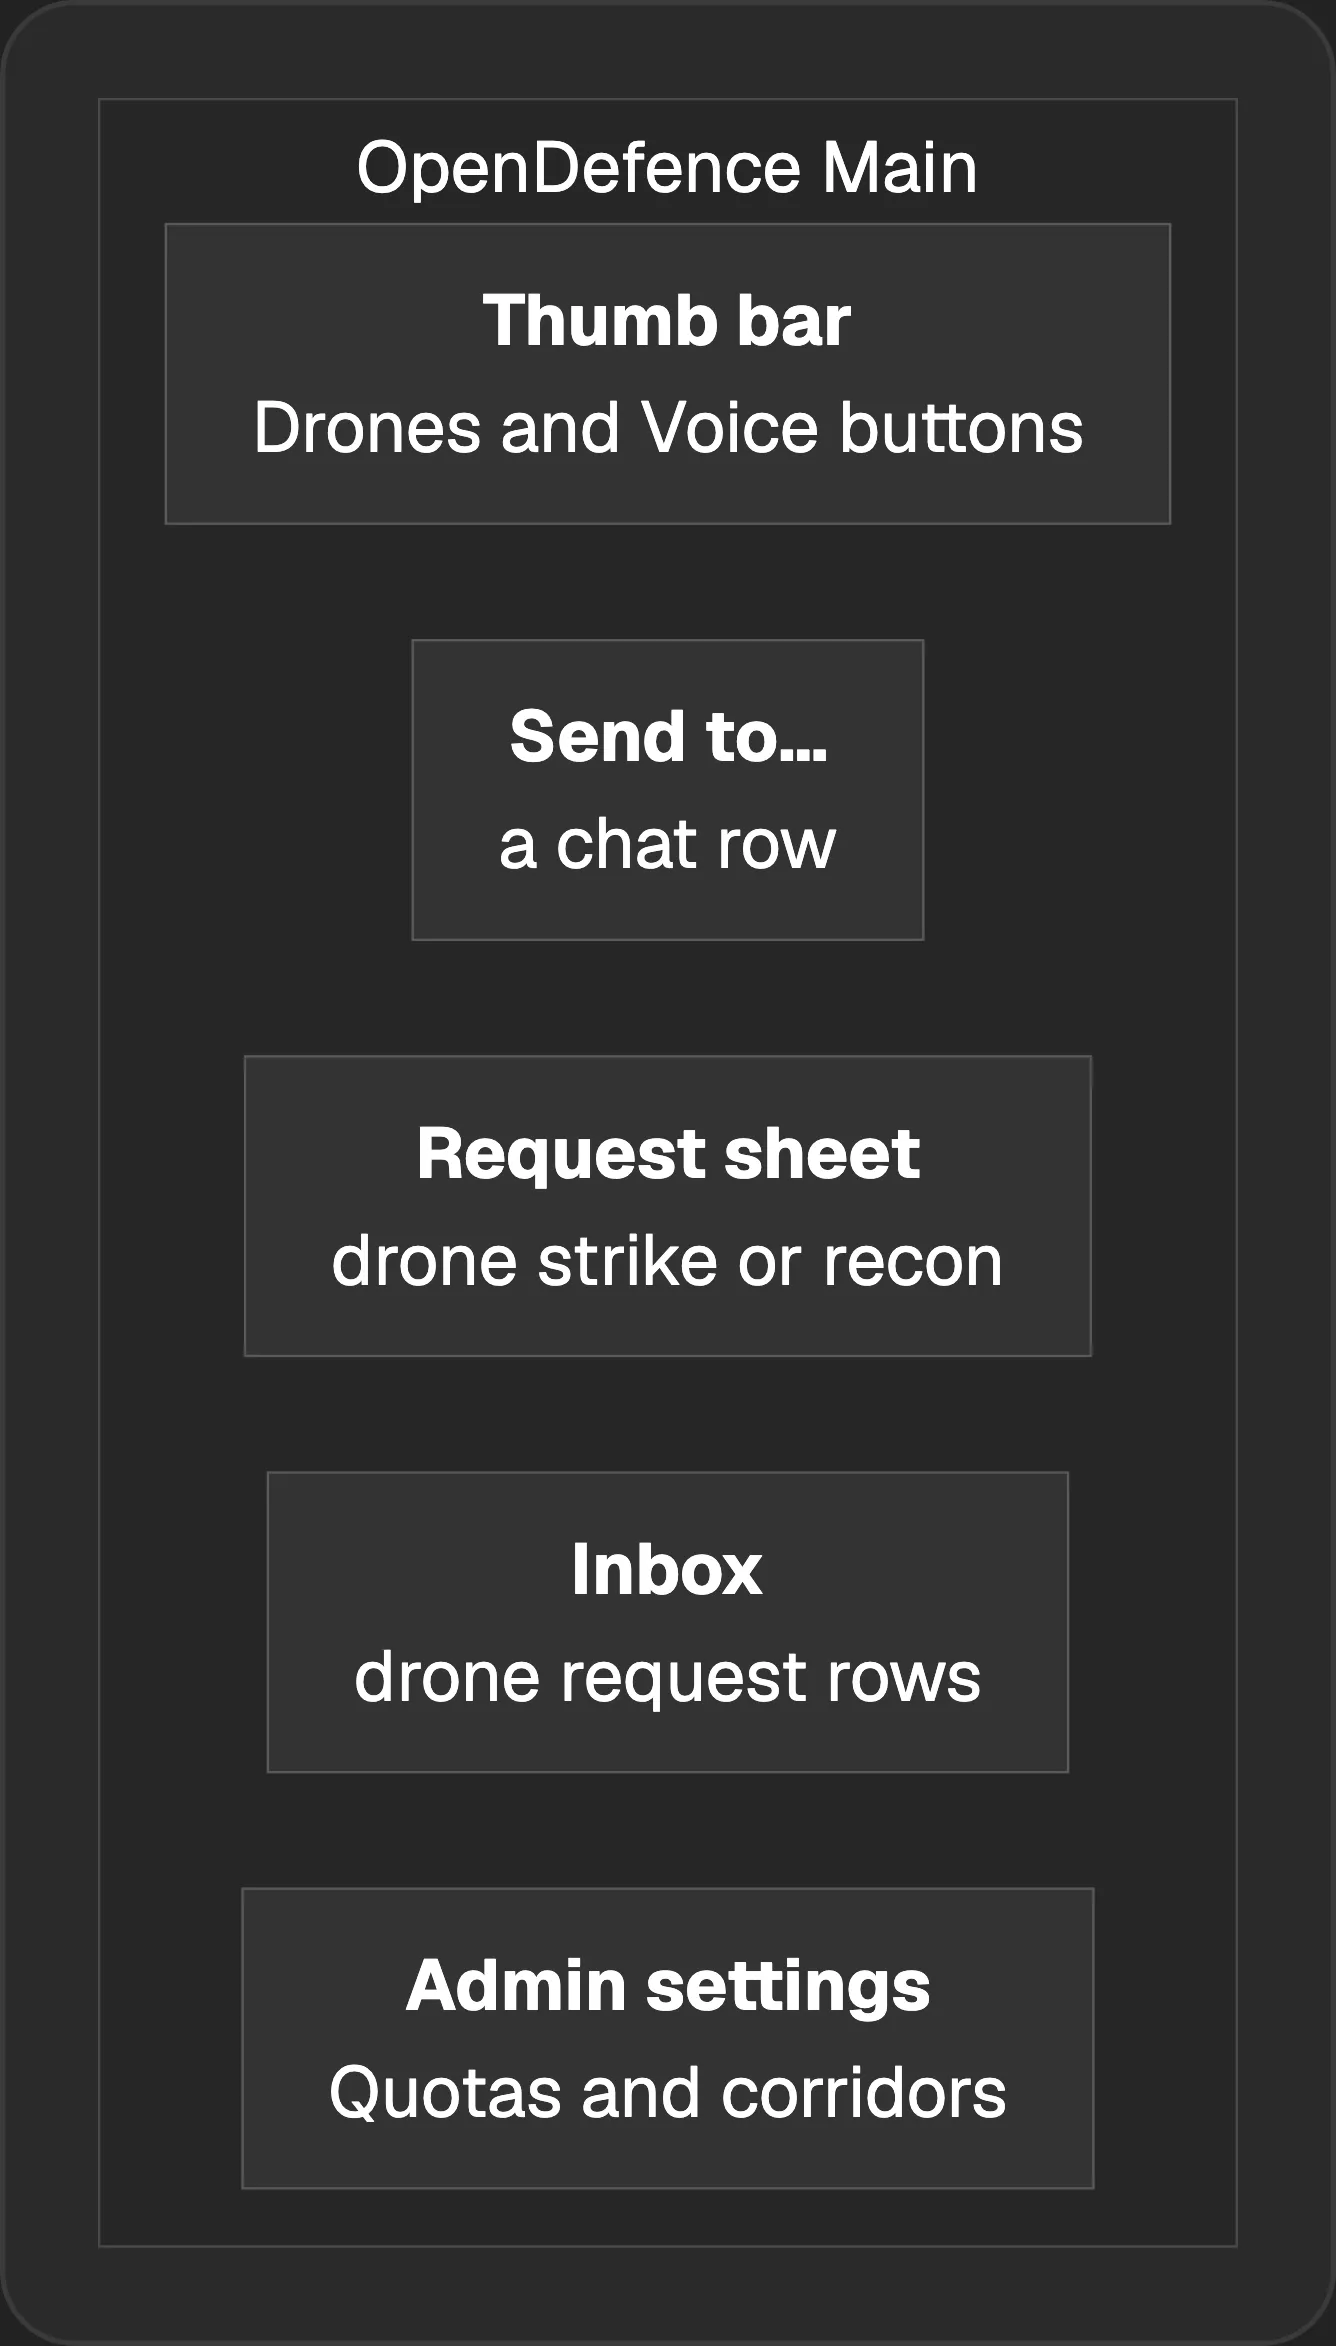 OpenDefence Main
Thumb bar
Drones and Voice buttons
Send to...
a chat row
Request sheet
drone strike or recon
Inbox
drone request rows
Admin settings
Quotas and corridors